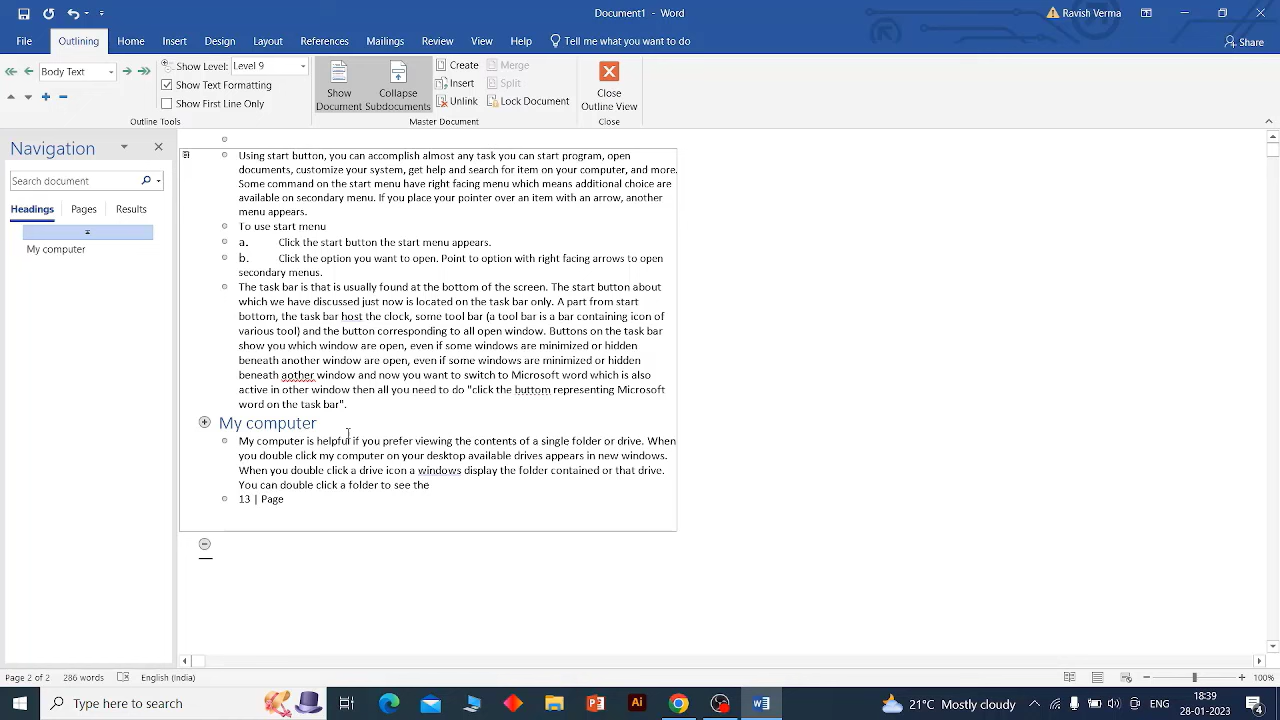 Document1 - Word
Ravish Verma
File Outlining Home Insert Design Layout References Mailings Review View Help Tell me what you want to do Share
Body Text
Show Level: Level 9
Show Text Formatting
Show First Line Only
Outline Tools
Show Document
Collapse Subdocuments
Create
Insert
Unlink
Merge
Split
Lock Document
Master Document
Close Outline View
Close
Navigation
Search document
Headings Pages Results
My computer
Using start button, you can accomplish almost any task you can start program, open
documents, customize your system, get help and search for item on your computer, and more.
Some command on the start menu have right facing menu which means additional choice are
available on secondary menu. If you place your pointer over an item with an arrow, another
menu appears.
To use start menu
a. Click the start button the start menu appears.
b. Click the option you want to open. Point to option with right facing arrows to open
secondary menus.
The task bar is that is usually found at the bottom of the screen. The start button about
which we have discussed just now is located on the task bar only. A part from start
bottom, the task bar host the clock, some tool bar (a tool bar is a bar containing icon of
various tool) and the button corresponding to all open window. Buttons on the task bar
show you which window are open, even if some windows are minimized or hidden
beneath another window are open, even if some windows are minimized or hidden
beneath aother window and now you want to switch to Microsoft word which is also
active in other window then all you need to do "click the buttom representing Microsoft
word on the task bar".
My computer
My computer is helpful if you prefer viewing the contents of a single folder or drive. When
you double click my computer on your desktop available drives appears in new windows.
When you double click a drive icon a windows display the folder contained or that drive.
You can double click a folder to see the
13 | Page
Page 2 of 2 286 words English (India) 100%
Type here to search
21°C Mostly cloudy ENG
18:39
28-01-2023